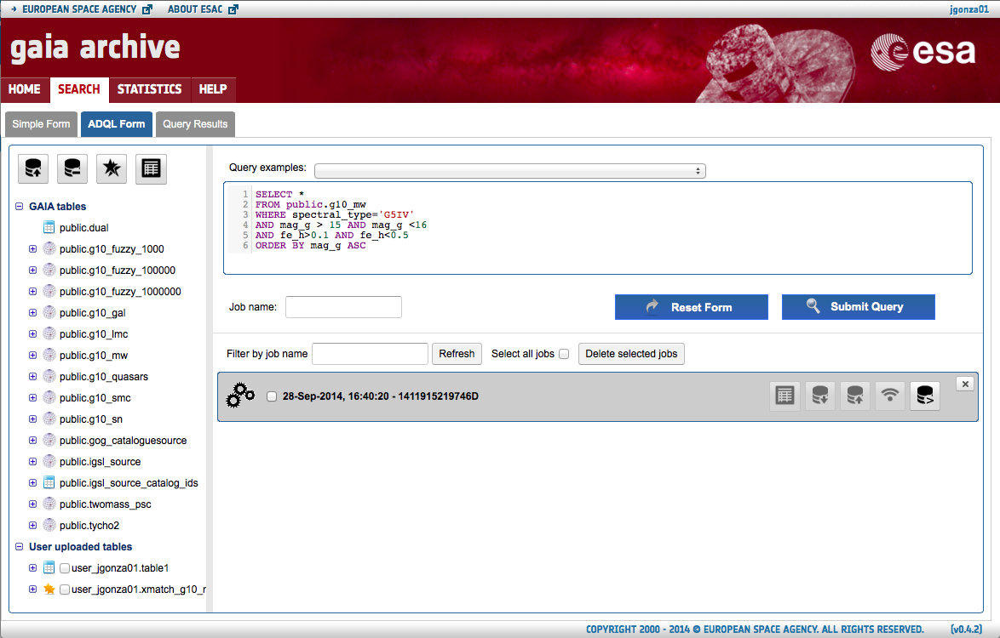 EUROPEAN SPACE AGENCY ABOUT ESAC jgonza01
gaia archive
esa
HOME SEARCH STATISTICS HELP
Simple Form ADQL Form Query Results
Query examples:
1 SELECT *
2 FROM public.g10_mw
3 WHERE spectral_type='G5IV'
4 AND mag_g > 15 AND mag_g <16
5 AND fe_h>0.1 AND fe_h<0.5
6 ORDER BY mag_g ASC
Job name: Reset Form Submit Query
Filter by job name Refresh Select all jobs Delete selected jobs
28-Sep-2014, 16:40:20 - 1411915219746D
GAIA tables
public.dual
public.g10_fuzzy_1000
public.g10_fuzzy_100000
public.g10_fuzzy_1000000
public.g10_gal
public.g10_lmc
public.g10_mw
public.g10_quasars
public.g10_smc
public.g10_sn
public.gog_cataloguesource
public.igsl_source
public.igsl_source_catalog_ids
public.twomass_psc
public.tycho2
User uploaded tables
user_jgonza01.table1
user_jgonza01.xmatch_g10_r
COPYRIGHT 2000 - 2014 © EUROPEAN SPACE AGENCY. ALL RIGHTS RESERVED. (v0.4.2)